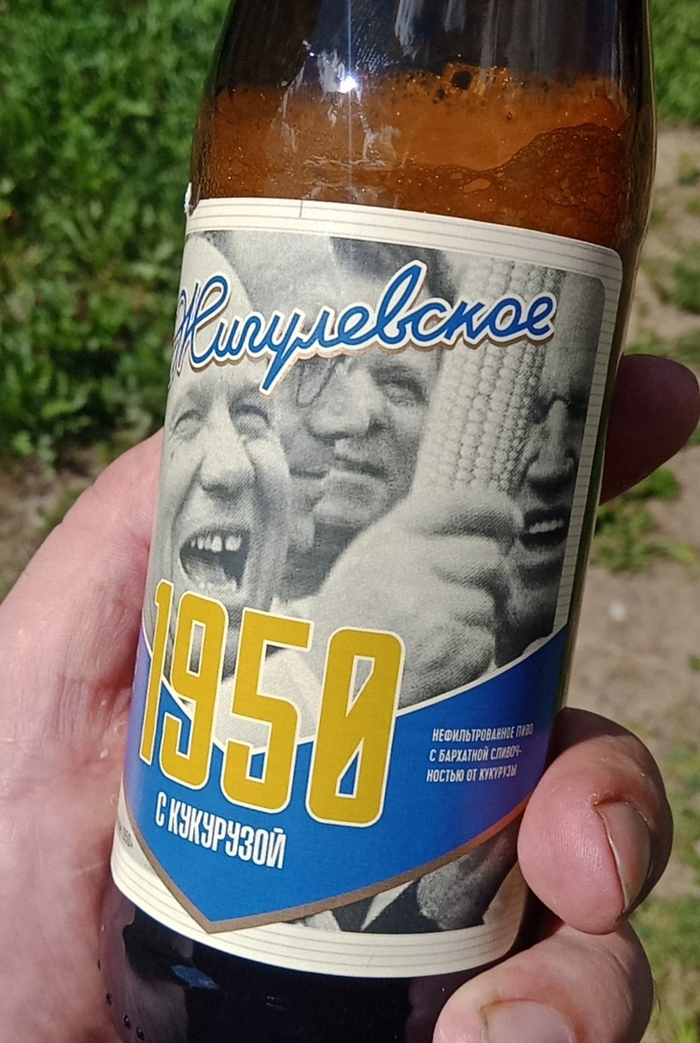 Жигулевское
1950
С КУКУРУЗОЙ
НЕФИЛЬТРОВАННОЕ ПИВО
С БАРХАТНОЙ СЛИВОЧ-
НОСТЬЮ ОТ КУКУРУЗЫ